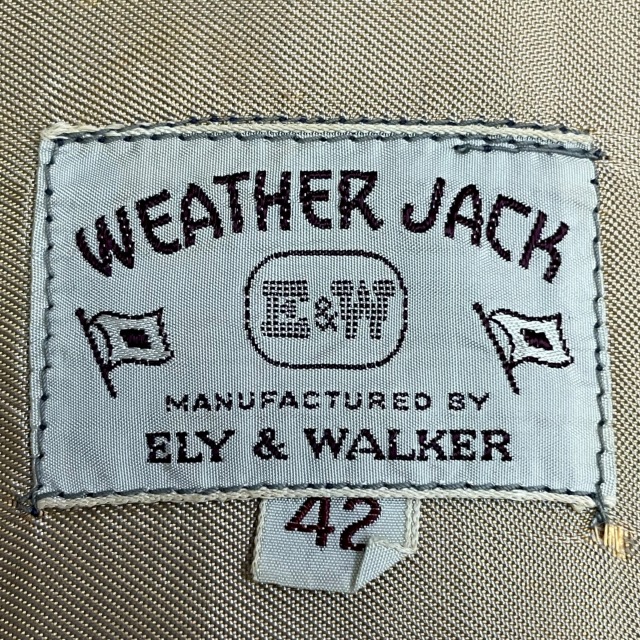 WEATHER JACK
E&W
MANUFACTURED BY
ELY & WALKER
42